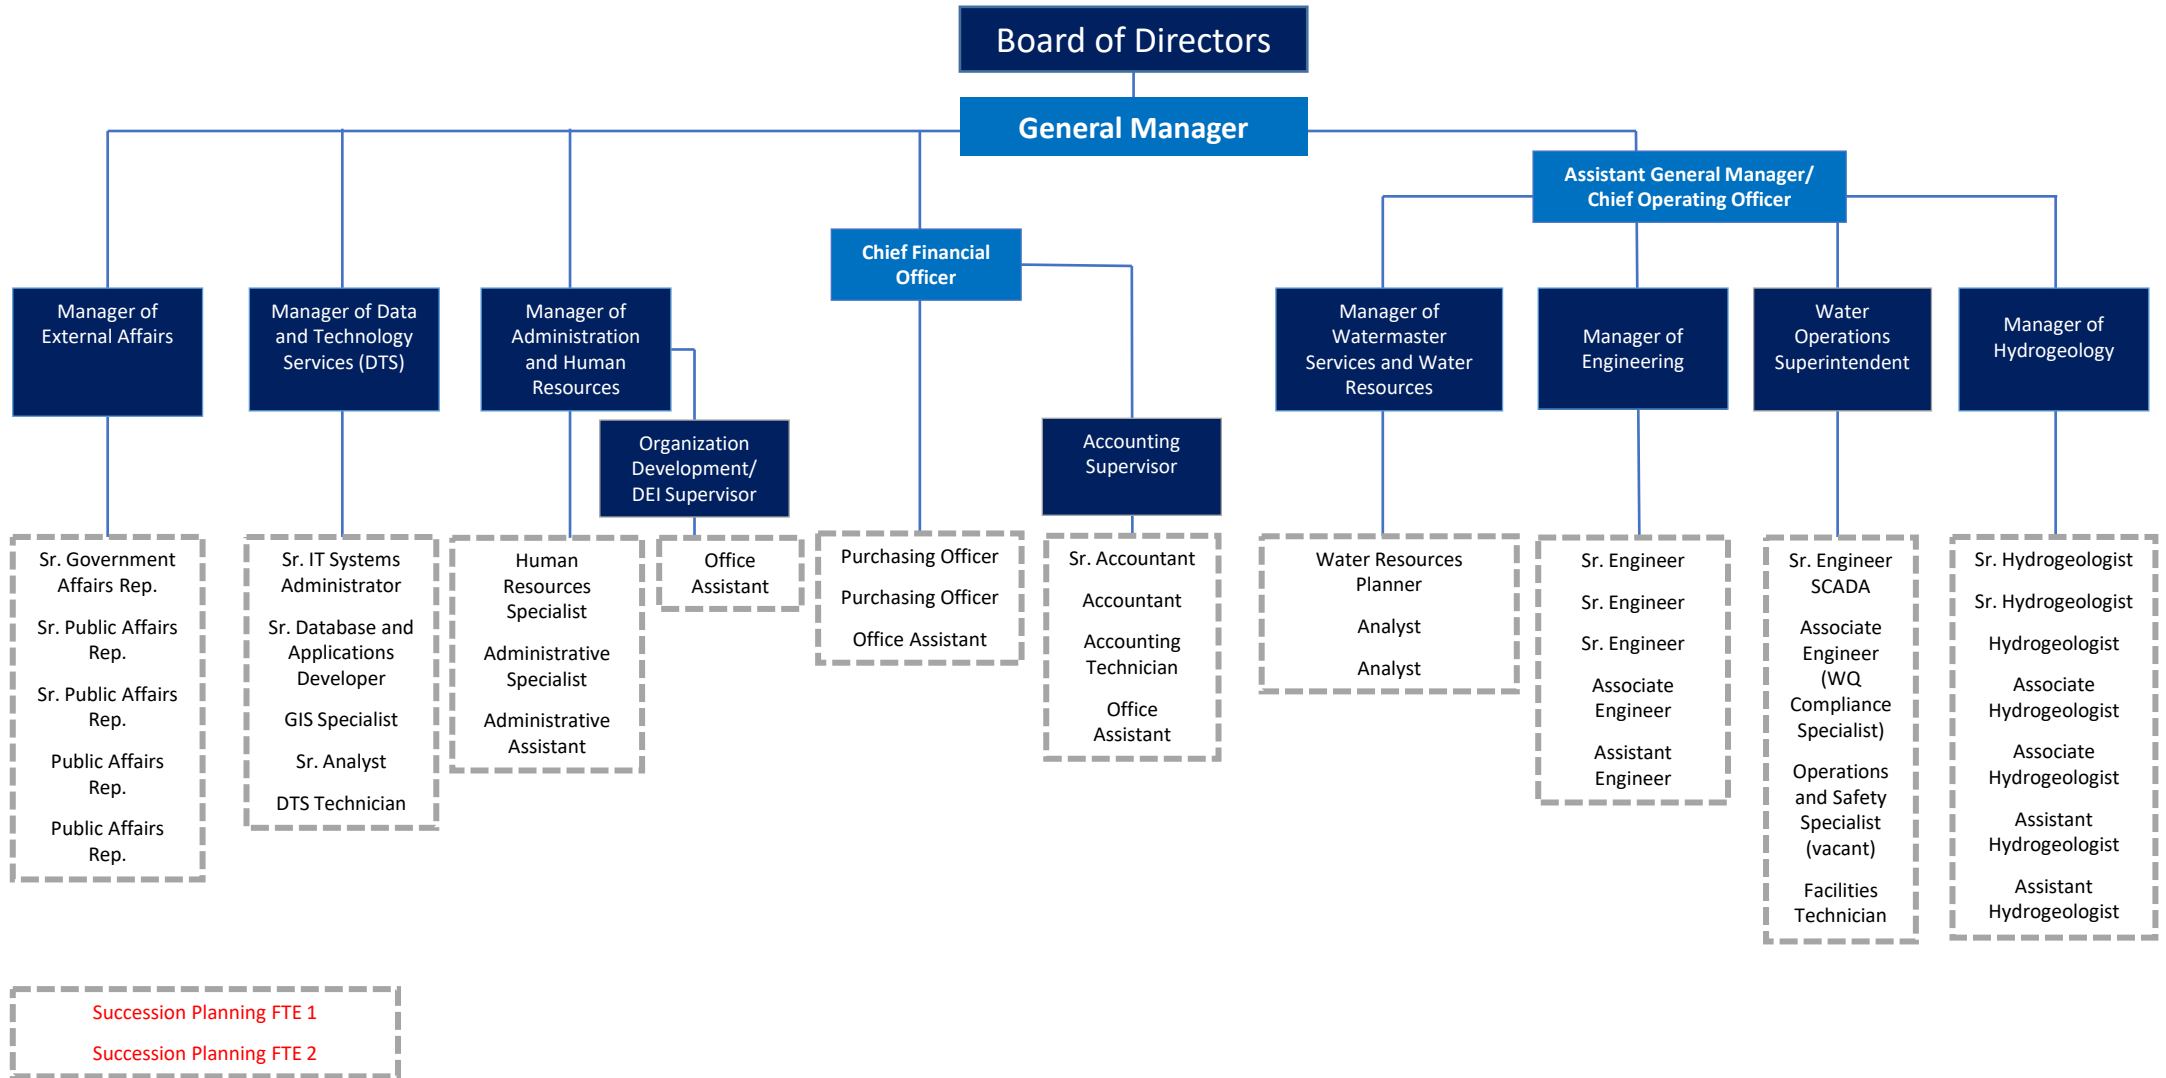 Board of Directors
General Manager
Assistant General Manager/
Chief Operating Officer
Chief Financial
Officer
Manager of
External Affairs
Manager of Data
and Technology
Services (DTS)
Manager of
Administration
and Human
Resources
Organization
Development/
DEI Supervisor
Accounting
Supervisor
Manager of
Watermaster
Services and Water
Resources
Manager of
Engineering
Water
Operations
Superintendent
Manager of
Hydrogeology
Sr. Government
Affairs Rep.
Sr. Public Affairs
Rep.
Sr. Public Affairs
Rep.
Public Affairs
Rep.
Public Affairs
Rep.
Sr. IT Systems
Administrator
Sr. Database and
Applications
Developer
GIS Specialist
Sr. Analyst
DTS Technician
Human
Resources
Specialist
Administrative
Specialist
Administrative
Assistant
Office
Assistant
Purchasing Officer
Purchasing Officer
Office Assistant
Sr. Accountant
Accountant
Accounting
Technician
Office
Assistant
Water Resources
Planner
Analyst
Analyst
Sr. Engineer
Sr. Engineer
Sr. Engineer
Associate
Engineer
Assistant
Engineer
Sr. Engineer
SCADA
Associate
Engineer
(WQ
Compliance
Specialist)
Operations
and Safety
Specialist
(vacant)
Facilities
Technician
Sr. Hydrogeologist
Sr. Hydrogeologist
Hydrogeologist
Associate
Hydrogeologist
Associate
Hydrogeologist
Assistant
Hydrogeologist
Assistant
Hydrogeologist
Succession Planning FTE 1
Succession Planning FTE 2